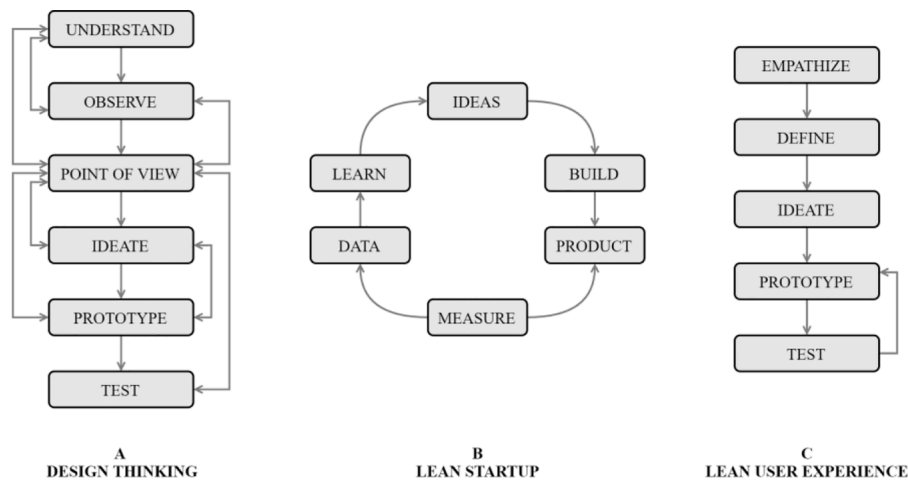 UNDERSTAND
OBSERVE
POINT OF VIEW
IDEATE
PROTOTYPE
TEST
A
DESIGN THINKING
IDEAS
LEARN
BUILD
DATA
PRODUCT
MEASURE
B
LEAN STARTUP
EMPATHIZE
DEFINE
IDEATE
PROTOTYPE
TEST
C
LEAN USER EXPERIENCE